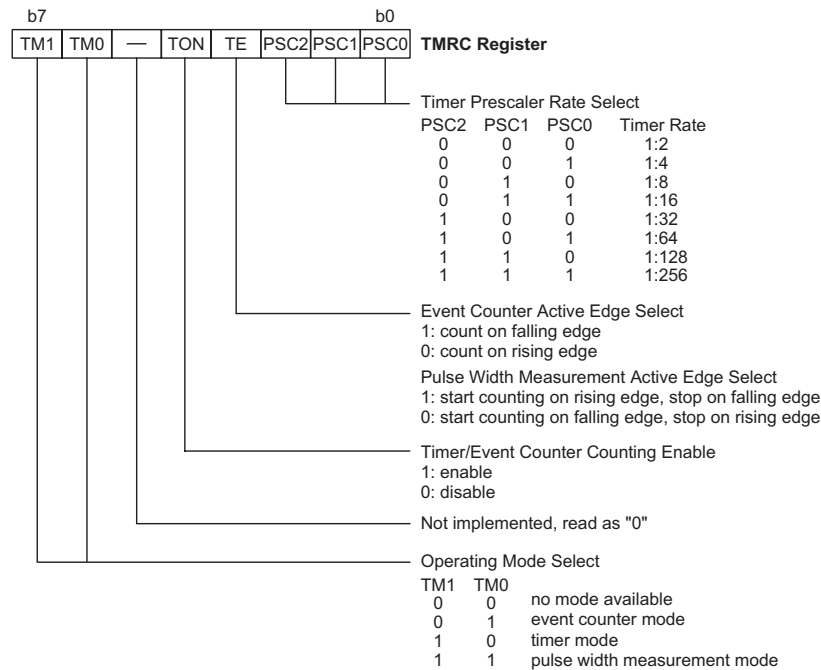 b7 b0
TM1 TM0 — TON TE PSC2 PSC1 PSC0 TMRC Register
Timer Prescaler Rate Select
PSC2 PSC1 PSC0 Timer Rate
0 0 0 1:2
0 0 1 1:4
0 1 0 1:8
0 1 1 1:16
1 0 0 1:32
1 0 1 1:64
1 1 0 1:128
1 1 1 1:256
Event Counter Active Edge Select
1: count on falling edge
0: count on rising edge
Pulse Width Measurement Active Edge Select
1: start counting on rising edge, stop on falling edge
0: start counting on falling edge, stop on rising edge
Timer/Event Counter Counting Enable
1: enable
0: disable
Not implemented, read as "0"
Operating Mode Select
TM1 TM0
0 0 no mode available
0 1 event counter mode
1 0 timer mode
1 1 pulse width measurement mode